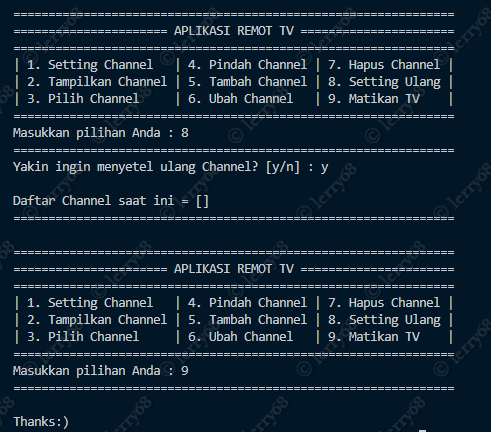 ===============================================================
====================== APLIKASI REMOT TV ======================
===============================================================
| 1. Setting Channel   | 4. Pindah Channel | 7. Hapus Channel |
| 2. Tampilkan Channel | 5. Tambah Channel | 8. Setting Ulang |
| 3. Pilih Channel     | 6. Ubah Channel   | 9. Matikan TV    |
===============================================================
Masukkan pilihan Anda : 8
===============================================================
Yakin ingin menyetel ulang Channel? [y/n] : y
Daftar Channel saat ini = []
===============================================================
===============================================================
====================== APLIKASI REMOT TV ======================
===============================================================
| 1. Setting Channel   | 4. Pindah Channel | 7. Hapus Channel |
| 2. Tampilkan Channel | 5. Tambah Channel | 8. Setting Ulang |
| 3. Pilih Channel     | 6. Ubah Channel   | 9. Matikan TV    |
===============================================================
Masukkan pilihan Anda : 9
===============================================================
Thanks:)
© lerry68